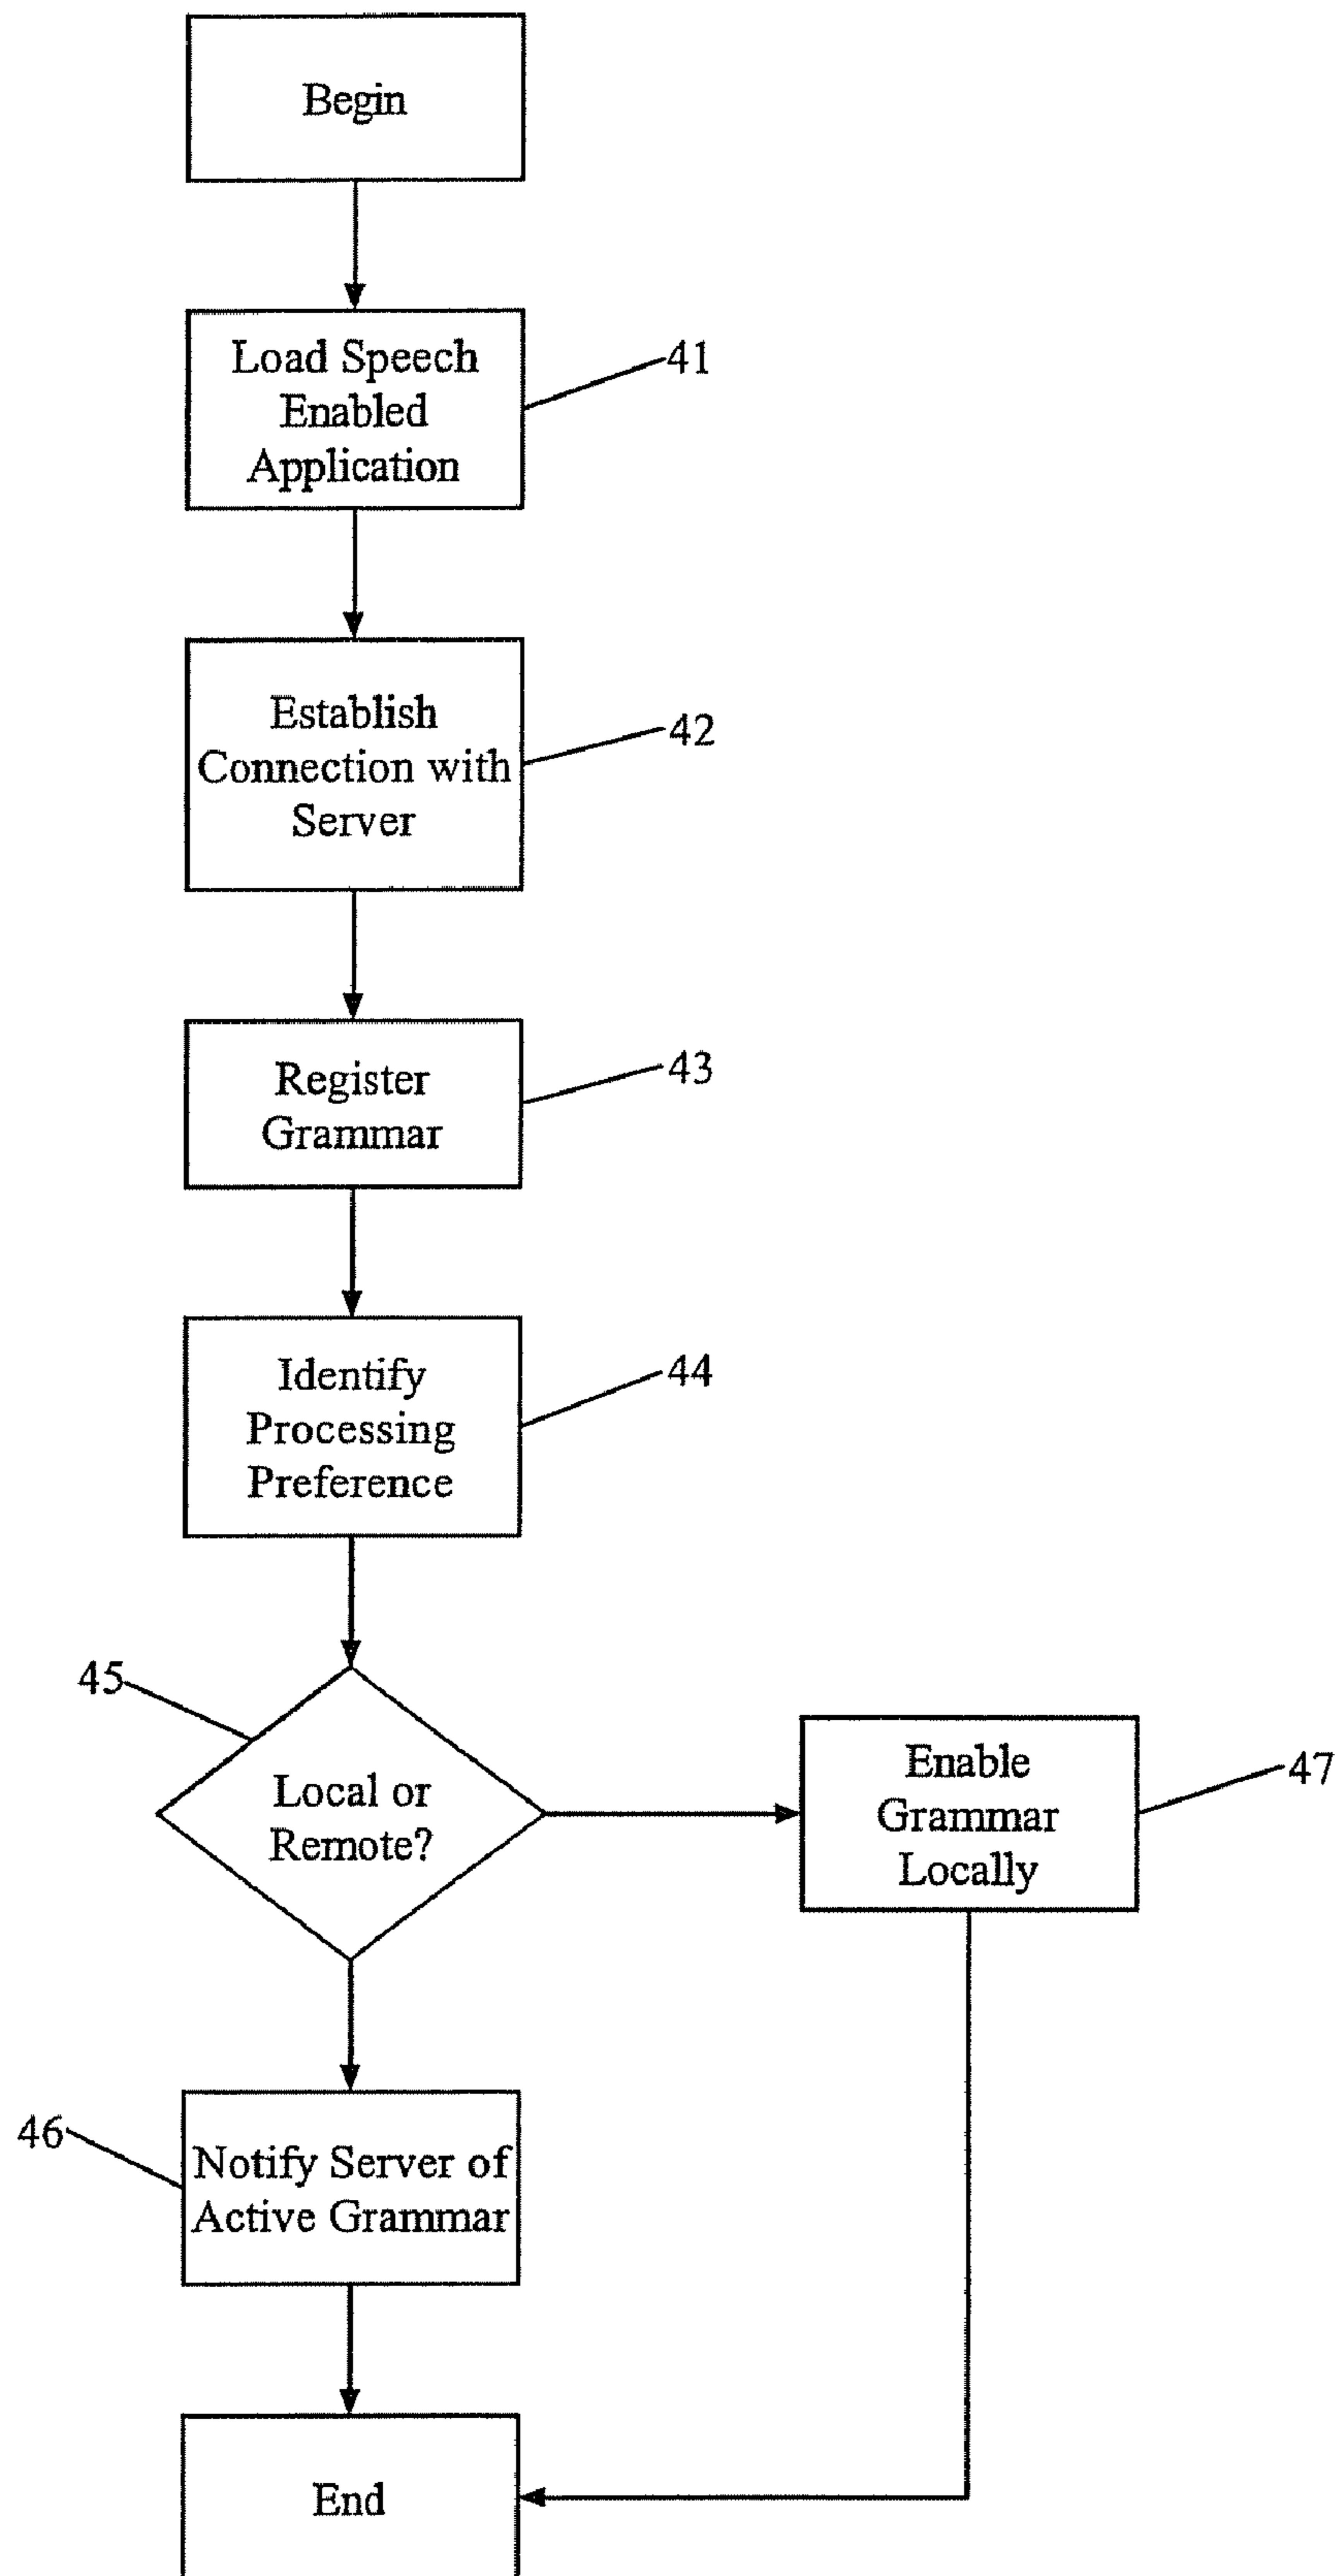 Begin
Load Speech
Enabled
Application
41
Establish
Connection with
Server
42
Register
Grammar
43
Identify
Processing
Preference
44
45
Local or
Remote?
Enable
Grammar
Locally
47
46
Notify Server of
Active Grammar
End